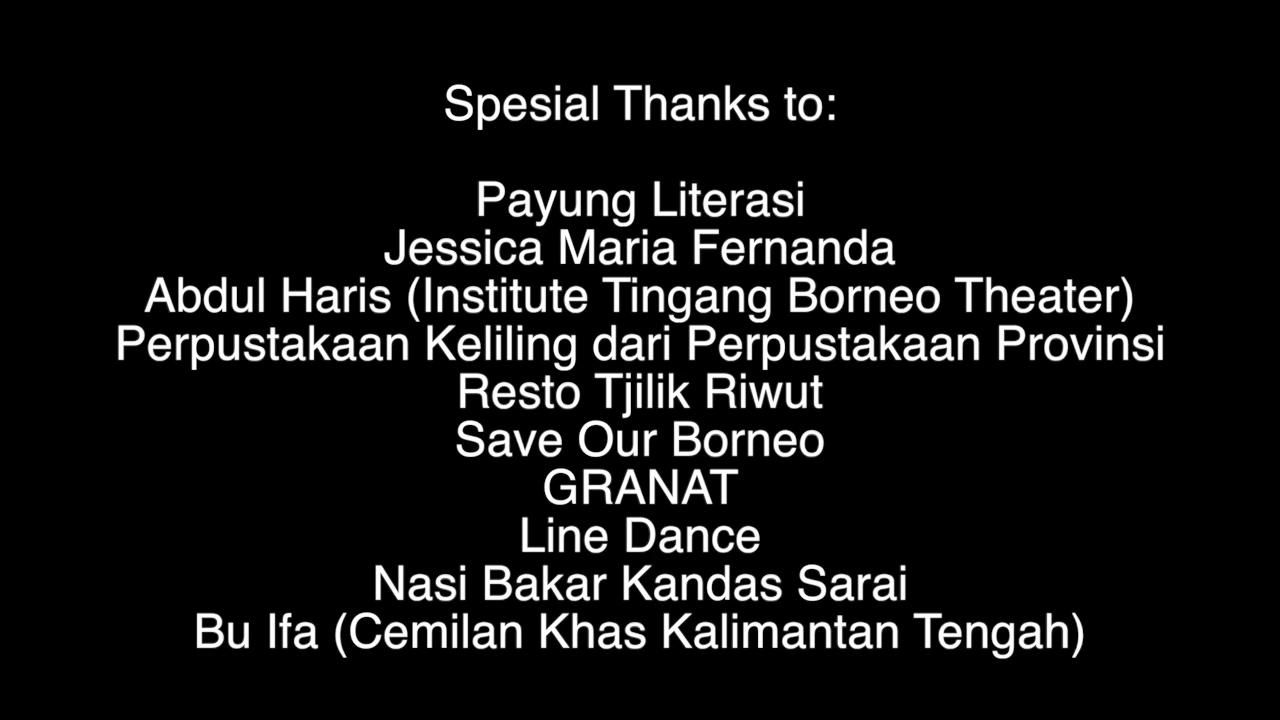 Spesial Thanks to:
Payung Literasi
Jessica Maria Fernanda
Abdul Haris (Institute Tingang Borneo Theater)
Perpustakaan Keliling dari Perpustakaan Provinsi
Resto Tjilik Riwut
Save Our Borneo
GRANAT
Line Dance
Nasi Bakar Kandas Sarai
Bu Ifa (Cemilan Khas Kalimantan Tengah)